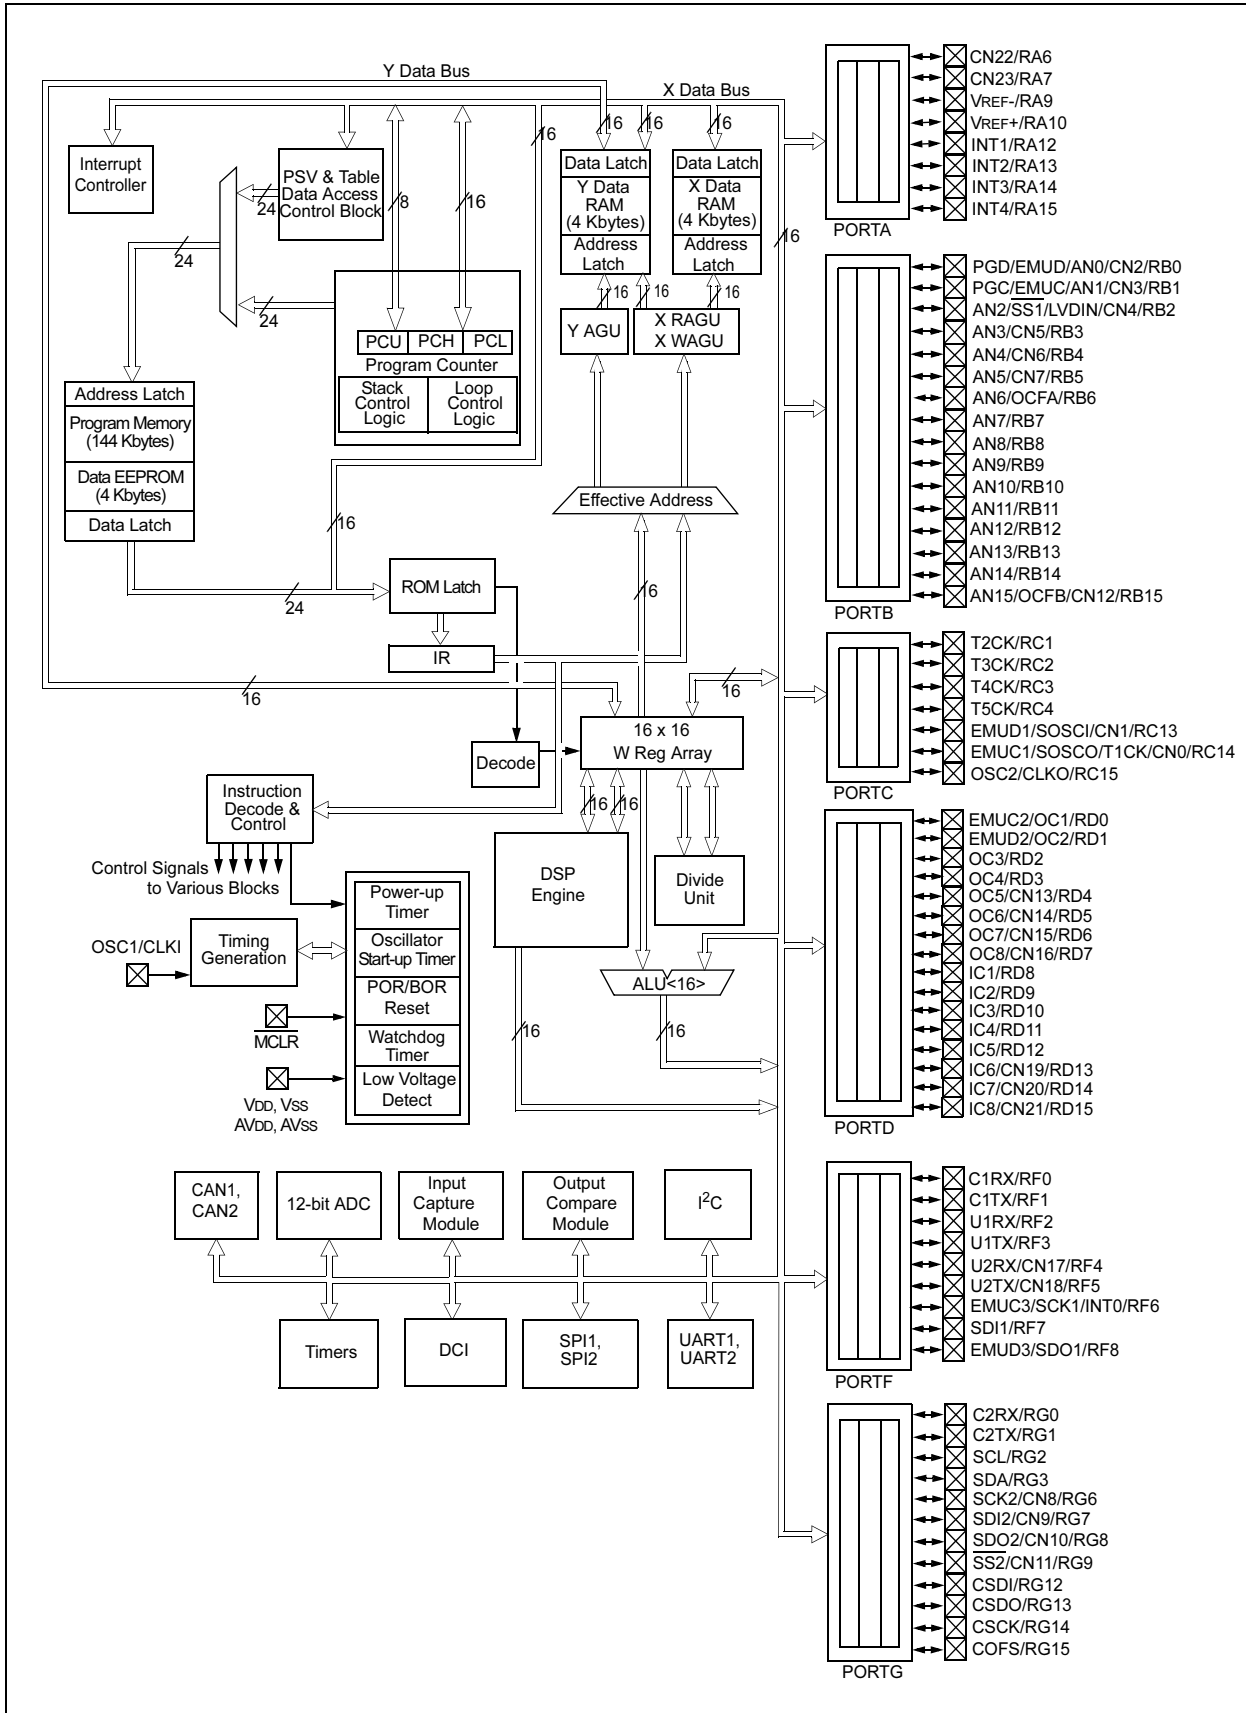 Y Data Bus
X Data Bus
16
16
16
16
Interrupt
Controller
PSV & Table
Data Access
Control Block
8
16
24
24
24
Data Latch
Y Data
RAM
(4 Kbytes)
Address
Latch
Data Latch
X Data
RAM
(4 Kbytes)
Address
Latch
16
16
16
16
Y AGU
X RAGU
X WAGU
PCU
PCH
PCL
Program Counter
Stack
Control
Logic
Loop
Control
Logic
Address Latch
Program Memory
(144 Kbytes)
Data EEPROM
(4 Kbytes)
Data Latch
Effective Address
16
24
ROM Latch
16
IR
16
16
16 x 16
W Reg Array
Decode
Instruction
Decode &
Control
16
16
Control Signals
to Various Blocks
DSP
Engine
Divide
Unit
Power-up
Timer
Oscillator
Start-up Timer
POR/BOR
Reset
Watchdog
Timer
Low Voltage
Detect
OSC1/CLKI
Timing
Generation
MCLR
VDD, VSS
AVDD, AVSS
ALU<16>
16
16
CAN1,
CAN2
12-bit ADC
Input
Capture
Module
Output
Compare
Module
I2C
Timers
DCI
SPI1,
SPI2
UART1,
UART2
CN22/RA6
CN23/RA7
VREF-/RA9
VREF+/RA10
INT1/RA12
INT2/RA13
INT3/RA14
INT4/RA15
PORTA
PGD/EMUD/AN0/CN2/RB0
PGC/EMUC/AN1/CN3/RB1
AN2/SS1/LVDIN/CN4/RB2
AN3/CN5/RB3
AN4/CN6/RB4
AN5/CN7/RB5
AN6/OCFA/RB6
AN7/RB7
AN8/RB8
AN9/RB9
AN10/RB10
AN11/RB11
AN12/RB12
AN13/RB13
AN14/RB14
AN15/OCFB/CN12/RB15
PORTB
T2CK/RC1
T3CK/RC2
T4CK/RC3
T5CK/RC4
EMUD1/SOSCI/CN1/RC13
EMUC1/SOSCO/T1CK/CN0/RC14
OSC2/CLKO/RC15
PORTC
EMUC2/OC1/RD0
EMUD2/OC2/RD1
OC3/RD2
OC4/RD3
OC5/CN13/RD4
OC6/CN14/RD5
OC7/CN15/RD6
OC8/CN16/RD7
IC1/RD8
IC2/RD9
IC3/RD10
IC4/RD11
IC5/RD12
IC6/CN19/RD13
IC7/CN20/RD14
IC8/CN21/RD15
PORTD
C1RX/RF0
C1TX/RF1
U1RX/RF2
U1TX/RF3
U2RX/CN17/RF4
U2TX/CN18/RF5
EMUC3/SCK1/INT0/RF6
SDI1/RF7
EMUD3/SDO1/RF8
PORTF
C2RX/RG0
C2TX/RG1
SCL/RG2
SDA/RG3
SCK2/CN8/RG6
SDI2/CN9/RG7
SDO2/CN10/RG8
SS2/CN11/RG9
CSDI/RG12
CSDO/RG13
CSCK/RG14
COFS/RG15
PORTG